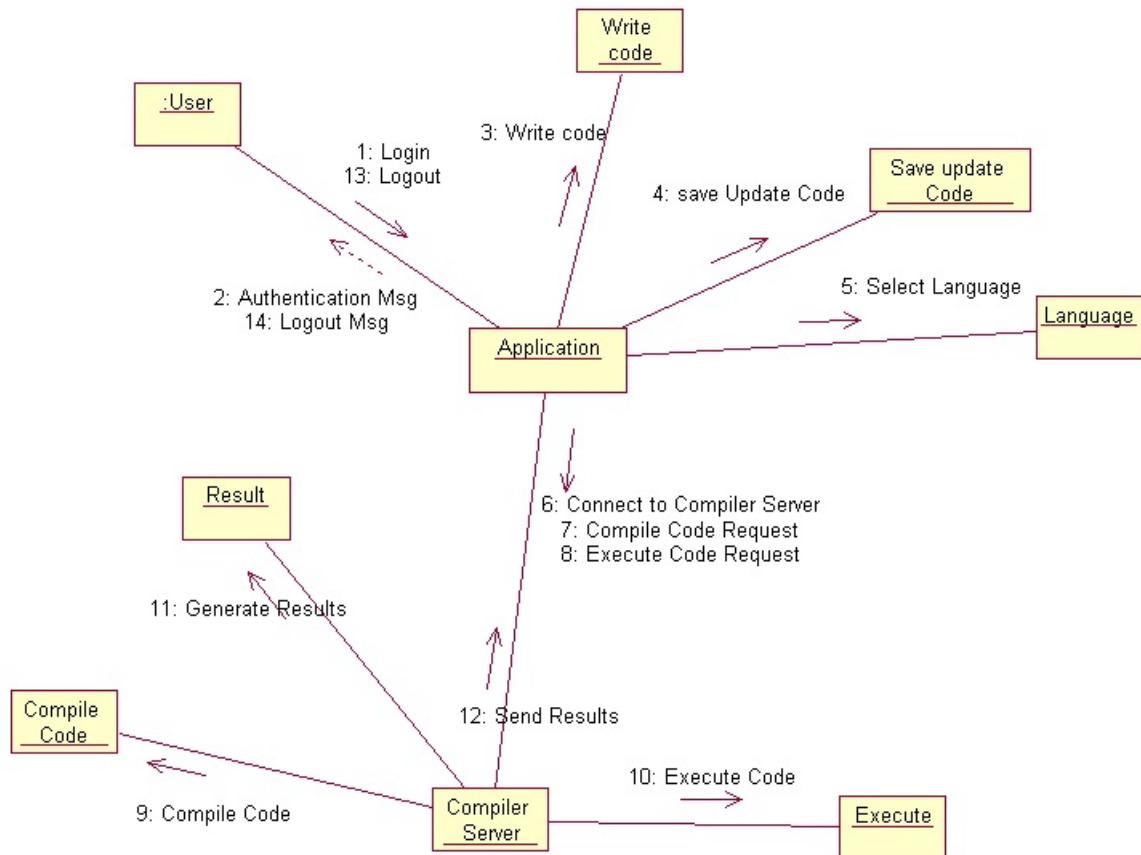 Write
code
:User
1: Login
13: Logout
3: Write code
Save update
Code
4: save Update Code
2: Authentication Msg
14: Logout Msg
5: Select Language
Language
Application
Result
6: Connect to Compiler Server
7: Compile Code Request
8: Execute Code Request
11: Generate Results
Compile
Code
12: Send Results
9: Compile Code
10: Execute Code
Compiler
Server
Execute